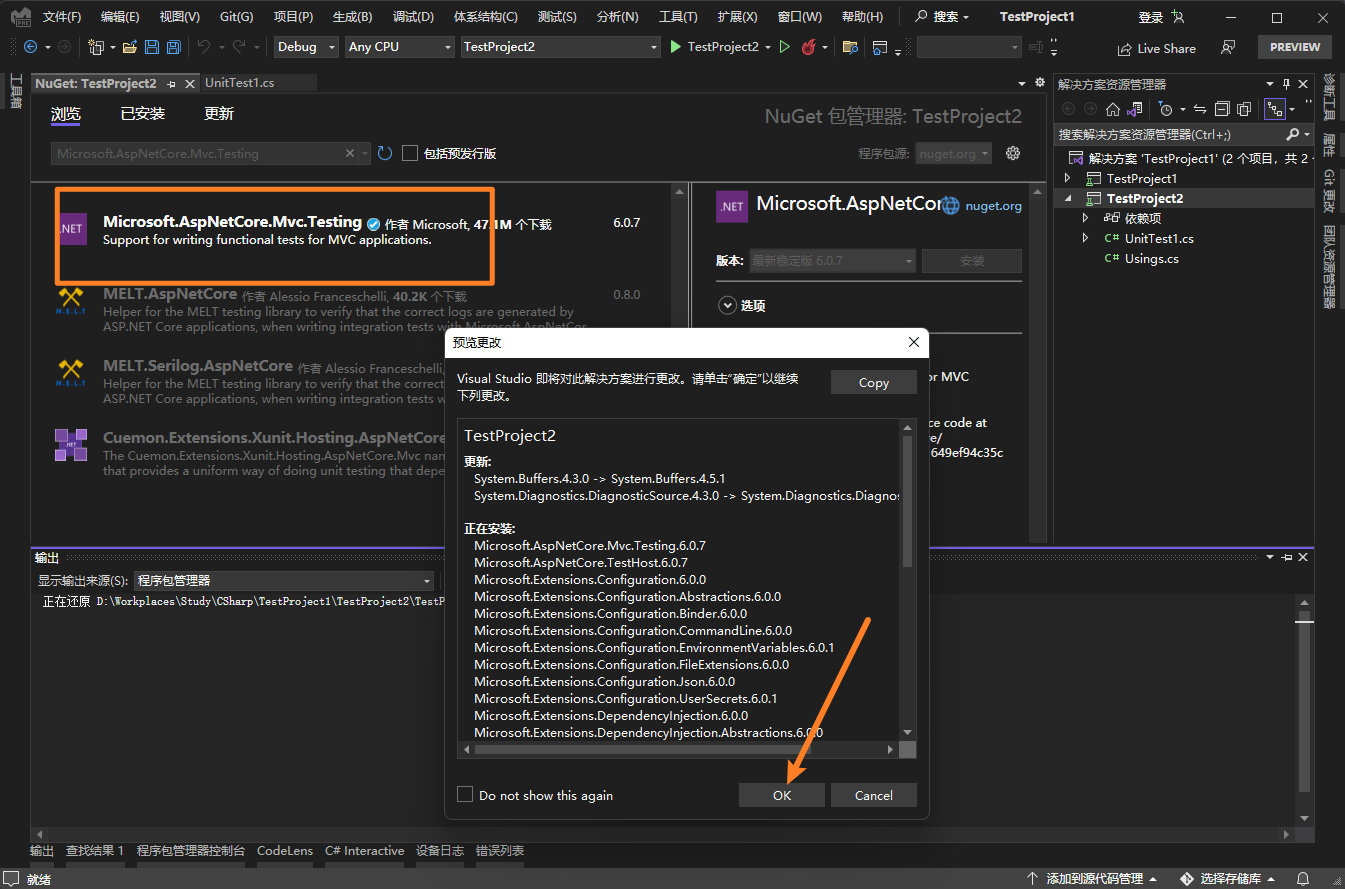 文件(F) 编辑(E) 视图(V) Git(G) 项目(P) 生成(B) 调试(D) 体系结构(C) 测试(S) 分析(N) 工具(T) 扩展(X) 窗口(W) 帮助(H) 搜索 TestProject1 登录
PRE
Debug Any CPU TestProject2 TestProject2 Live Share PREVIEW
工具箱
NuGet: TestProject2 UnitTest1.cs
浏览 已安装 更新 NuGet 包管理器: TestProject2
Microsoft.AspNetCore.Mvc.Testing 包括预发行版 程序包源: nuget.org
.NET
Microsoft.AspNetCore.Mvc.Testing 作者 Microsoft, 47.1M 个下载 6.0.7
Support for writing functional tests for MVC applications.
MELT.AspNetCore 作者 Alessio Franceschelli, 40.2K 个下载 0.8.0
M.E.L.T
Helper for the MELT testing library to verify that the correct logs are generated by
ASP.NET Core applications, when writing integration tests with Microsoft.AspNetCor
MELT.Serilog.AspNetCore 作者 Alessio Franceschelli,
M.E.L.T
Helper for the MELT testing library to verify that the correct
ASP.NET Core applications, when writing integration tests w
Cuemon.Extensions.Xunit.Hosting.AspNetCore
.NET
The Cuemon.Extensions.Xunit.Hosting.AspNetCore.Mvc nam
that provides a uniform way of doing unit testing that depe
.NET Microsoft.AspNetCor nuget.org
版本: 最新稳定版 6.0.7 安装
选项
or MVC
ce code at
re/
649ef94c35c
预览更改
Visual Studio 即将对此解决方案进行更改。请单击“确定”以继续
下列更改。
Copy
TestProject2
更新:
System.Buffers.4.3.0 -> System.Buffers.4.5.1
System.Diagnostics.DiagnosticSource.4.3.0 -> System.Diagnostics.Diagnos
正在安装:
Microsoft.AspNetCore.Mvc.Testing.6.0.7
Microsoft.AspNetCore.TestHost.6.0.7
Microsoft.Extensions.Configuration.6.0.0
Microsoft.Extensions.Configuration.Abstractions.6.0.0
Microsoft.Extensions.Configuration.Binder.6.0.0
Microsoft.Extensions.Configuration.CommandLine.6.0.0
Microsoft.Extensions.Configuration.EnvironmentVariables.6.0.1
Microsoft.Extensions.Configuration.FileExtensions.6.0.0
Microsoft.Extensions.Configuration.Json.6.0.0
Microsoft.Extensions.Configuration.UserSecrets.6.0.1
Microsoft.Extensions.DependencyInjection.6.0.0
Microsoft.Extensions.DependencyInjection.Abstractions.6.0.0
Do not show this again OK Cancel
解决方案资源管理器
搜索解决方案资源管理器(Ctrl+;)
解决方案 'TestProject1' (2 个项目，共 2
TestProject1
TestProject2
依赖项
C# UnitTest1.cs
C# Usings.cs
诊断工具
属性
Git 更改
团队资源管理器
输出
显示输出来源(S): 程序包管理器
正在还原 D:\Workplaces\Study\CSharp\TestProject1\TestProject2\TestP
输出 查找结果 1 程序包管理器控制台 CodeLens C# Interactive 设备日志 错误列表
就绪 添加到源代码管理 选择存储库